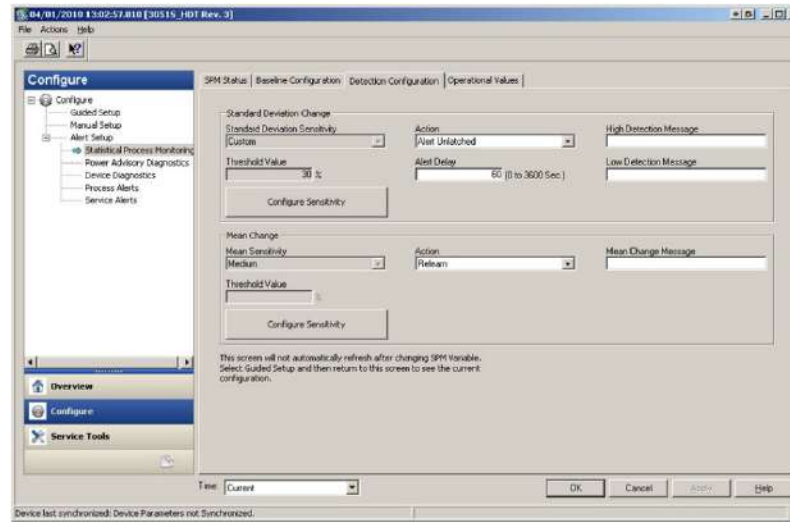 04/01/2010 13:02:57.810 [3051S_HDT Rev. 3]
File Actions Help
Configure
Configure
Guided Setup
Manual Setup
Alert Setup
Statistical Process Monitoring
Power Advisory Diagnostics
Device Diagnostics
Process Alerts
Service Alerts
Overview
Configure
Service Tools
SPM Status Baseline Configuration Detection Configuration Operational Values
Standard Deviation Change
Standard Deviation Sensitivity Action High Detection Message
Custom Alert Unlatched
Threshold Value Alert Delay Low Detection Message
30 % 60 (0 to 3600 Sec.)
Configure Sensitivity
Mean Change
Mean Sensitivity Action Mean Change Message
Medium Relearn
Threshold Value
%
Configure Sensitivity
This screen will not automatically refresh after changing SPM Variable.
Select Guided Setup and then return to this screen to see the current
configuration.
Time: Current OK Cancel Apply Help
Device last synchronized: Device Parameters not Synchronized.